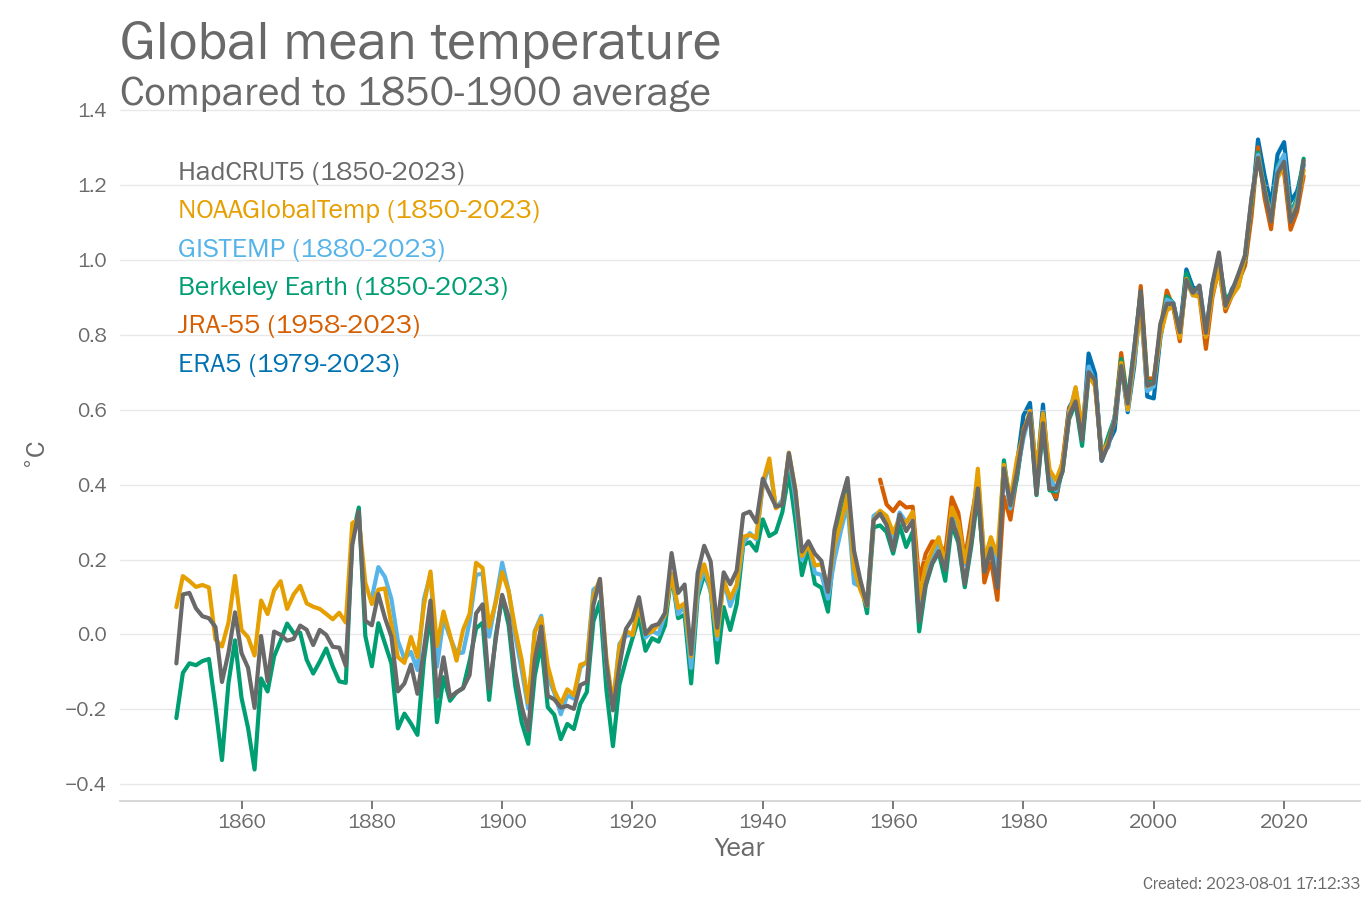 Global mean temperature
Compared to 1850-1900 average
1.4
HadCRUT5 (1850-2023)
1.2
NOAAGlobalTemp (1850-2023)
GISTEMP (1880-2023)
1.0
Berkeley Earth (1850-2023)
JRA-55 (1958-2023)
0.8
ERA5 (1979-2023)
0.6
°C
0.4
0.2
0.0
−0.2
−0.4
1860 1880 1900 1920 1940 1960 1980 2000 2020
Year
Created: 2023-08-01 17:12:33